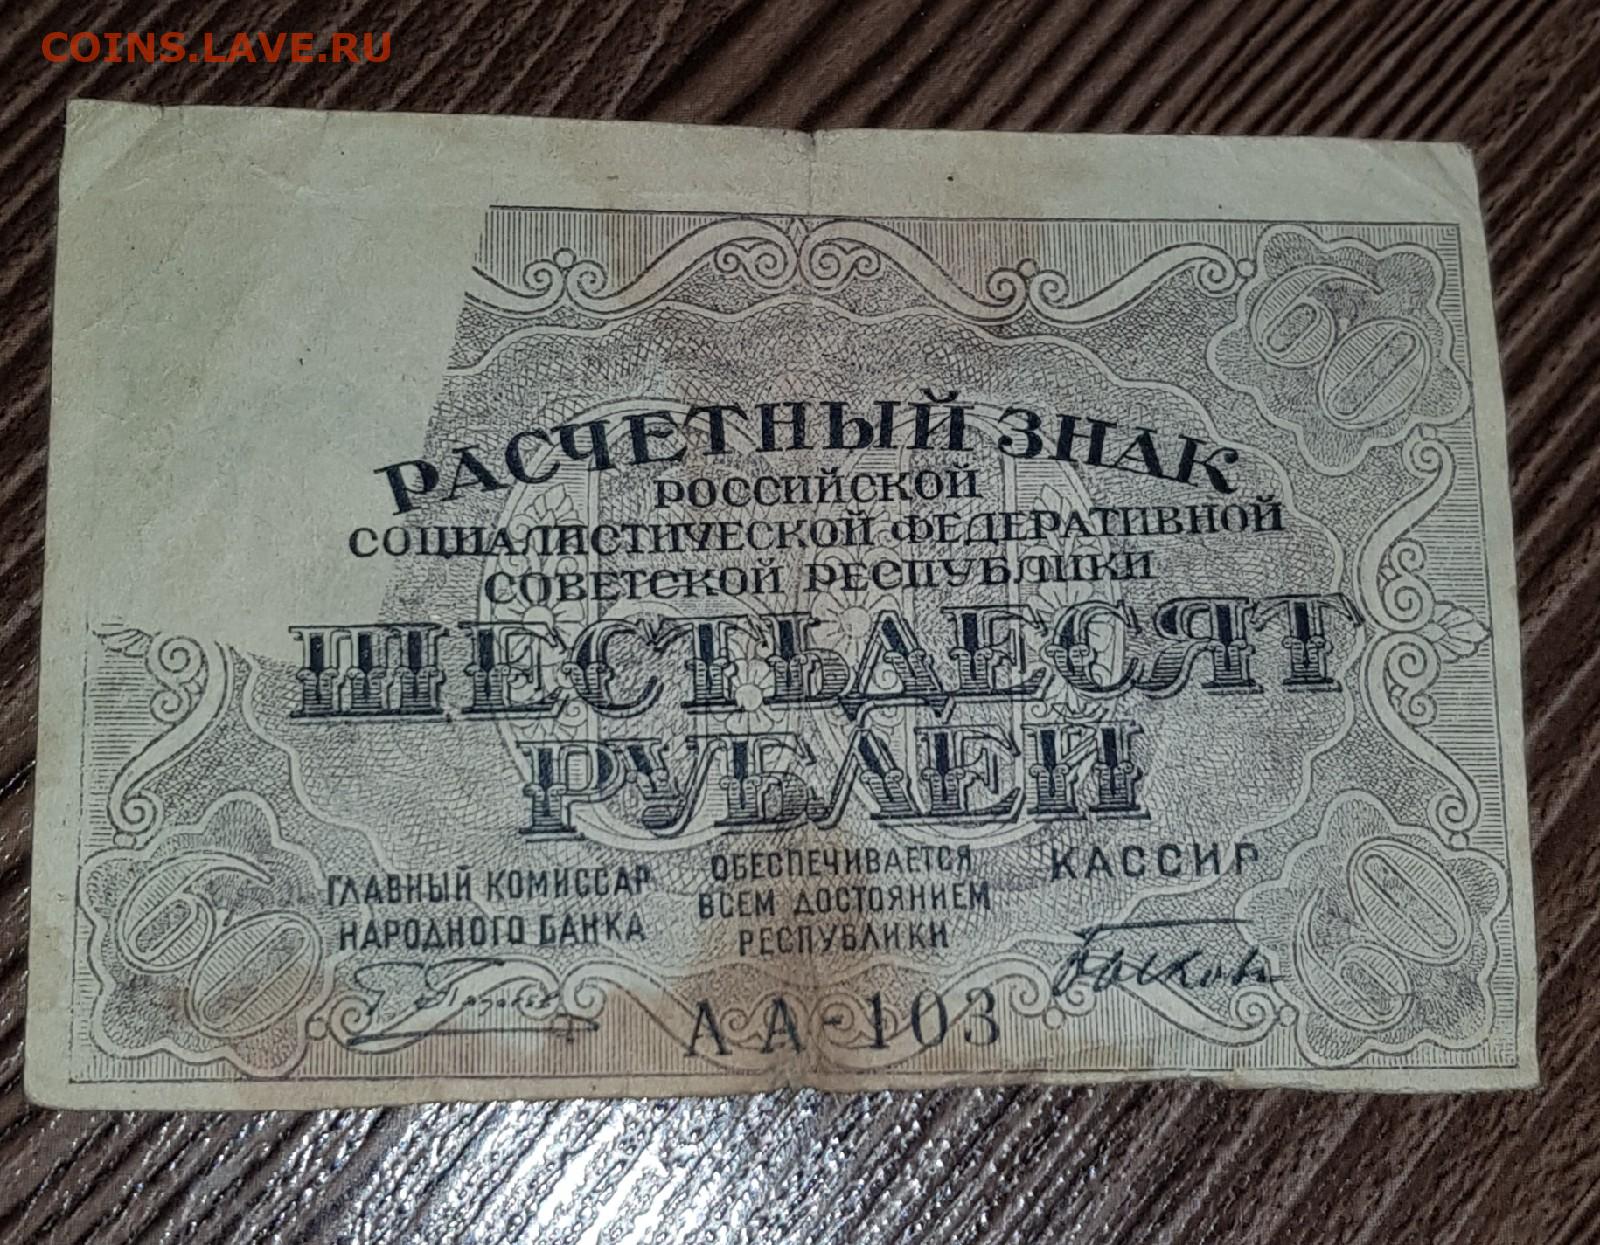 COINS.LAVE.RU
60
РАСЧЕТНЫЙ ЗНАК
РОССИЙСКОЙ
СОЦИАЛИСТИЧЕСКОЙ ФЕДЕРАТИВНОЙ
СОВЕТСКОЙ РЕСПУБЛИКИ
ШЕСТЬДЕСЯТ
РУБЛЕЙ
ГЛАВНЫЙ КОМИССАР
НАРОДНОГО БАНКА
ОБЕСПЕЧИВАЕТСЯ
ВСЕМ ДОСТОЯНИЕМ
РЕСПУБЛИКИ
КАССИР
60
60
АА-103